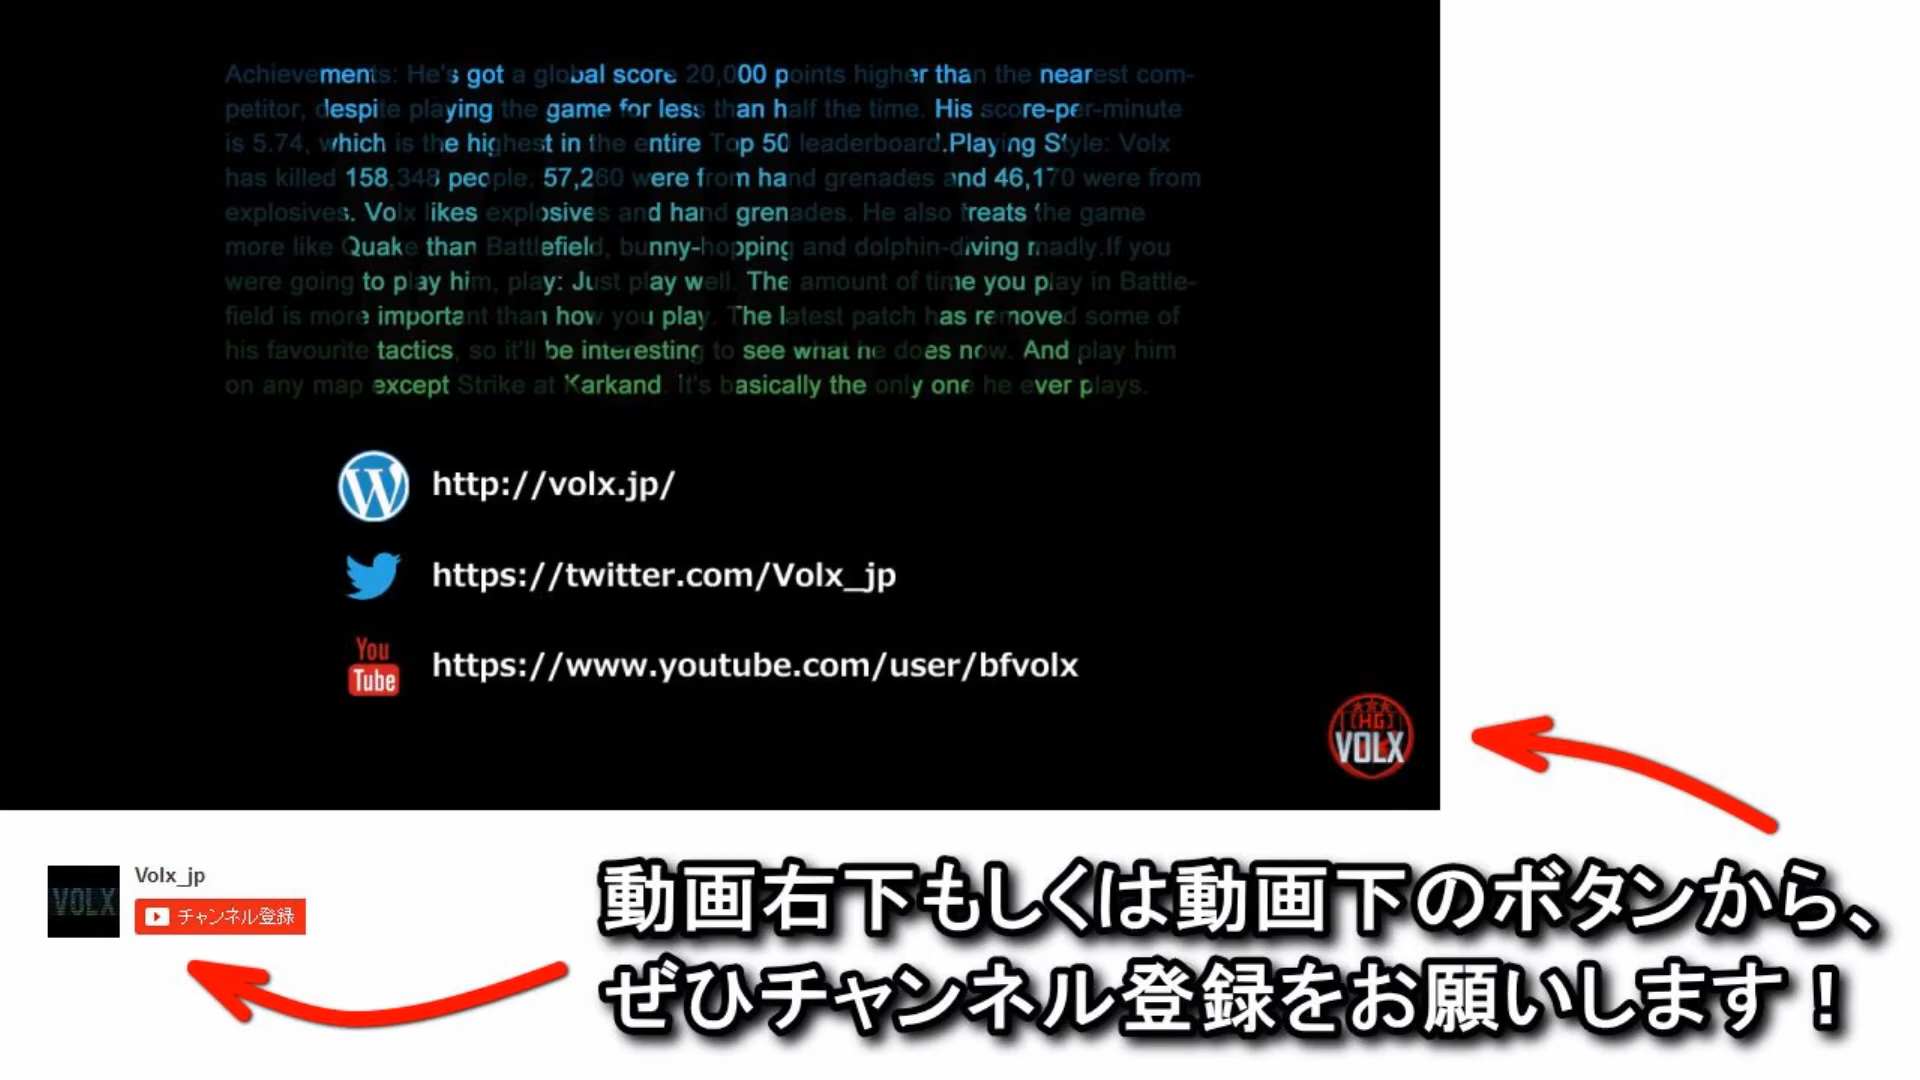 Achievements: He's got a global score 20,000 points higher than the nearest com-
petitor, despite playing the game for less than half the time. His score-per-minute
is 5.74, which is the highest in the entire Top 50 leaderboard.Playing Style: Volx
has killed 158,348 people. 57,260 were from hand grenades and 46,170 were from
explosives. Volx likes explosives and hand grenades. He also treats the game
more like Quake than Battlefield, bunny-hopping and dolphin-diving madly.If you
were going to play him, play: Just play well. The amount of time you play in Battle-
field is more important than how you play. The latest patch has removed some of
his favourite tactics, so it'll be interesting to see what he does now. And play him
on any map except Strike at Karkand. It's basically the only one he ever plays.
http://volx.jp/
https://twitter.com/Volx_jp
You
Tube
https://www.youtube.com/user/bfvolx
[HG]
VOLX
Volx_jp
VOLX
チャンネル登録
動画右下もしくは動画下のボタンから、
ぜひチャンネル登録をお願いします！